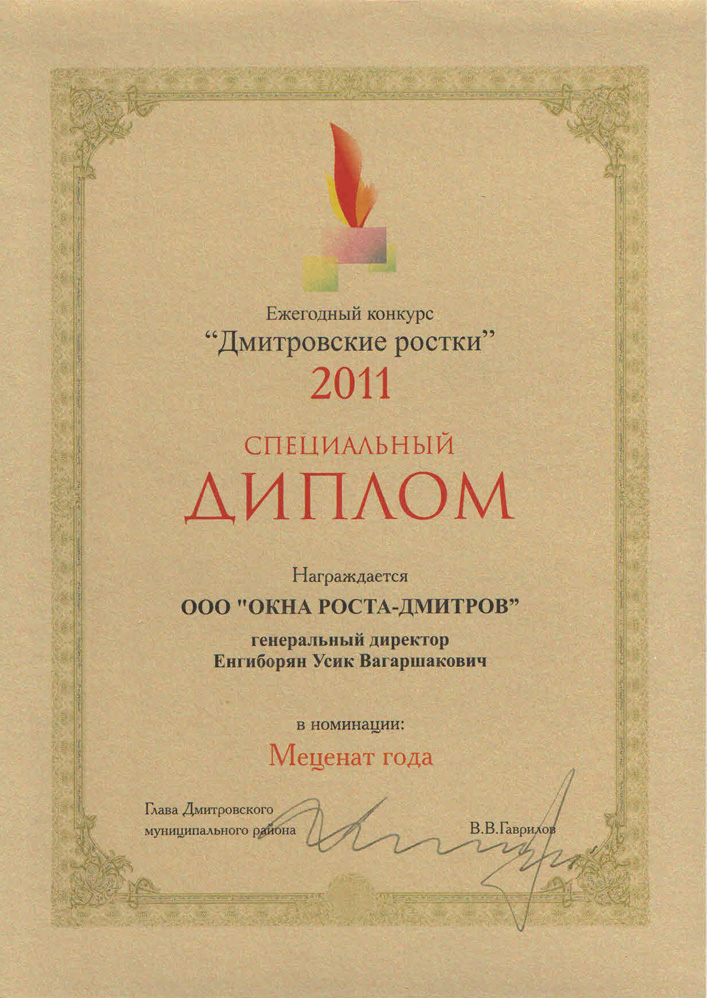 Ежегодный конкурс
“Дмитровские ростки”
2011
СПЕЦИАЛЬНЫЙ
ДИПЛОМ
Награждается
ООО "ОКНА РОСТА-ДМИТРОВ”
генеральный директор
Енгиборян Усик Вагаршакович
в номинации:
Меценат года
Глава Дмитровского
муниципального района
В.В.Гаврилов